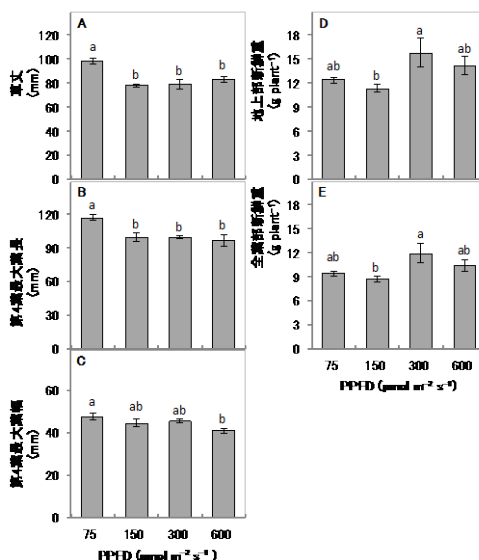 A
草丈
(mm)
120
100
80
60
40
20
0
a
b
b
b
B
第4葉最大葉長
(mm)
120
90
60
30
0
a
b
b
b
C
第4葉最大葉幅
(mm)
60
40
20
0
a
ab
ab
b
75
150
300
600
PPFD (μmol m⁻² s⁻¹)
D
地上部新鮮重
(g plant⁻¹)
18
15
12
9
6
3
0
ab
b
a
ab
E
全葉部新鮮重
(g plant⁻¹)
18
15
12
9
6
3
0
ab
b
a
ab
75
150
300
600
PPFD (μmol m⁻² s⁻¹)